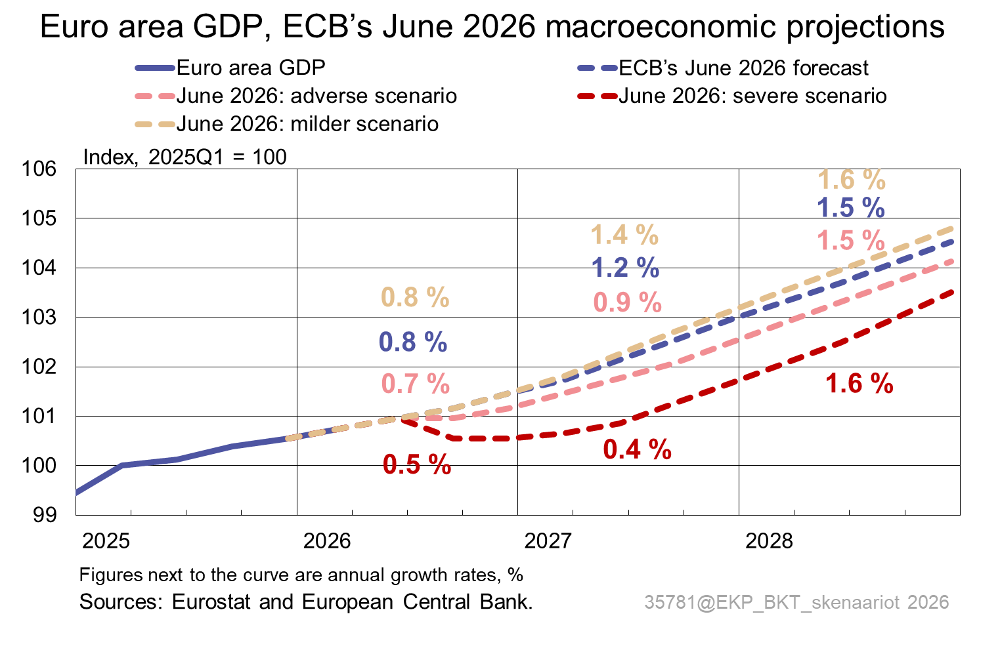 Euro area GDP, ECB’s June 2026 macroeconomic projections
Euro area GDP
ECB’s June 2026 forecast
June 2026: adverse scenario
June 2026: severe scenario
June 2026: milder scenario
Index, 2025Q1 = 100
106
105
104
103
102
101
100
99
1.6 %
1.5 %
1.5 %
1.4 %
1.2 %
0.9 %
0.8 %
0.8 %
0.7 %
1.6 %
0.4 %
0.5 %
2025
2026
2027
2028
Figures next to the curve are annual growth rates, %
Sources: Eurostat and European Central Bank.
35781@EKP_BKT_skenaariot 2026